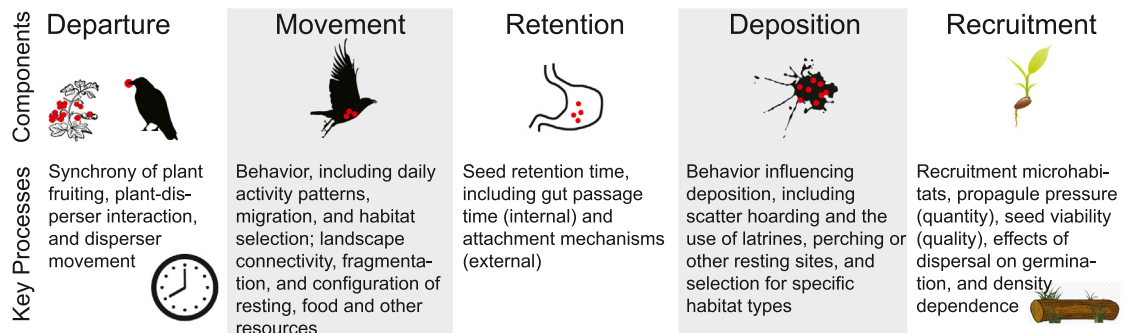 Components
Departure
Movement
Retention
Deposition
Recruitment
Key Processes
Synchrony of plant
fruiting, plant-dis-
perser interaction,
and disperser
movement
Behavior, including daily
activity patterns,
migration, and habitat
selection; landscape
connectivity, fragmenta-
tion, and configuration of
resting, food and other
resources
Seed retention time,
including gut passage
time (internal) and
attachment mechanisms
(external)
Behavior influencing
deposition, including
scatter hoarding and the
use of latrines, perching or
other resting sites, and
selection for specific
habitat types
Recruitment microhabi-
tats, propagule pressure
(quantity), seed viability
(quality), effects of
dispersal on germina-
tion, and density
dependence